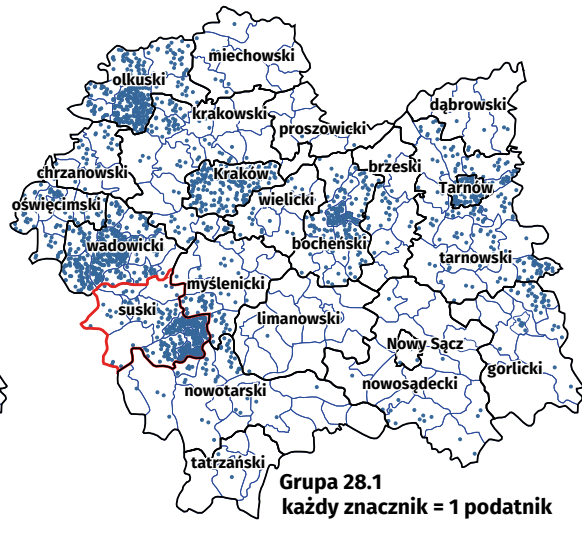 miechowski
olkuski
dąbrowski
krakowski
proszowicki
brzeski
chrzanowski
Kraków
Tarnów
oświęcimski
wielicki
wadowicki
bocheński
tarnowski
myślenicki
suski
limanowski
Nowy Sącz
gorlicki
nowosądecki
nowotarski
tatrzański
Grupa 28.1
każdy znacznik = 1 podatnik